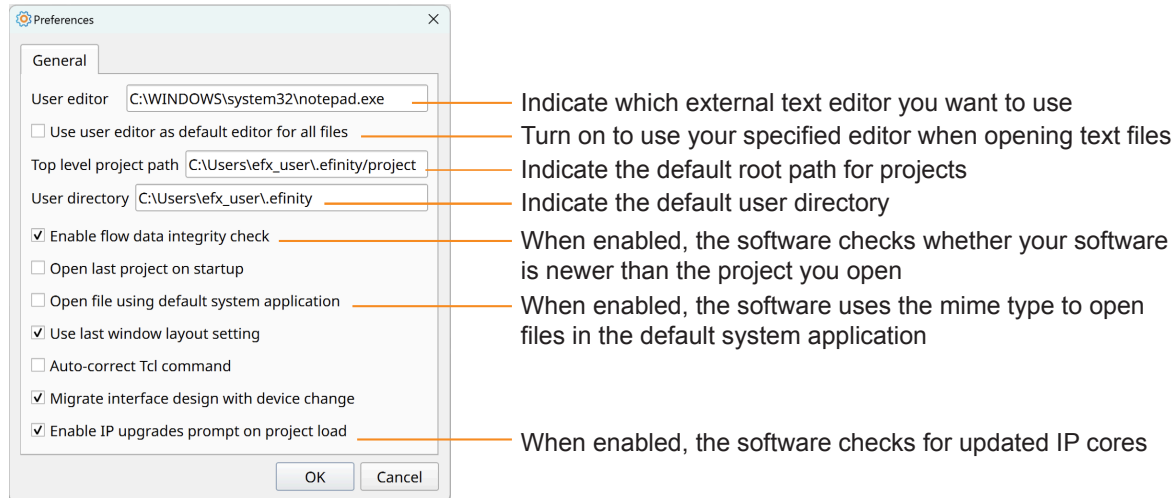 Preferences
General
User editor C:\WINDOWS\system32\notepad.exe
Indicate which external text editor you want to use
Use user editor as default editor for all files
Turn on to use your specified editor when opening text files
Top level project path C:\Users\efx_user\.efinity/project
Indicate the default root path for projects
User directory C:\Users\efx_user\.efinity
Indicate the default user directory
Enable flow data integrity check
When enabled, the software checks whether your software
is newer than the project you open
Open last project on startup
Open file using default system application
When enabled, the software uses the mime type to open
files in the default system application
Use last window layout setting
Auto-correct Tcl command
Migrate interface design with device change
Enable IP upgrades prompt on project load
When enabled, the software checks for updated IP cores
OK Cancel